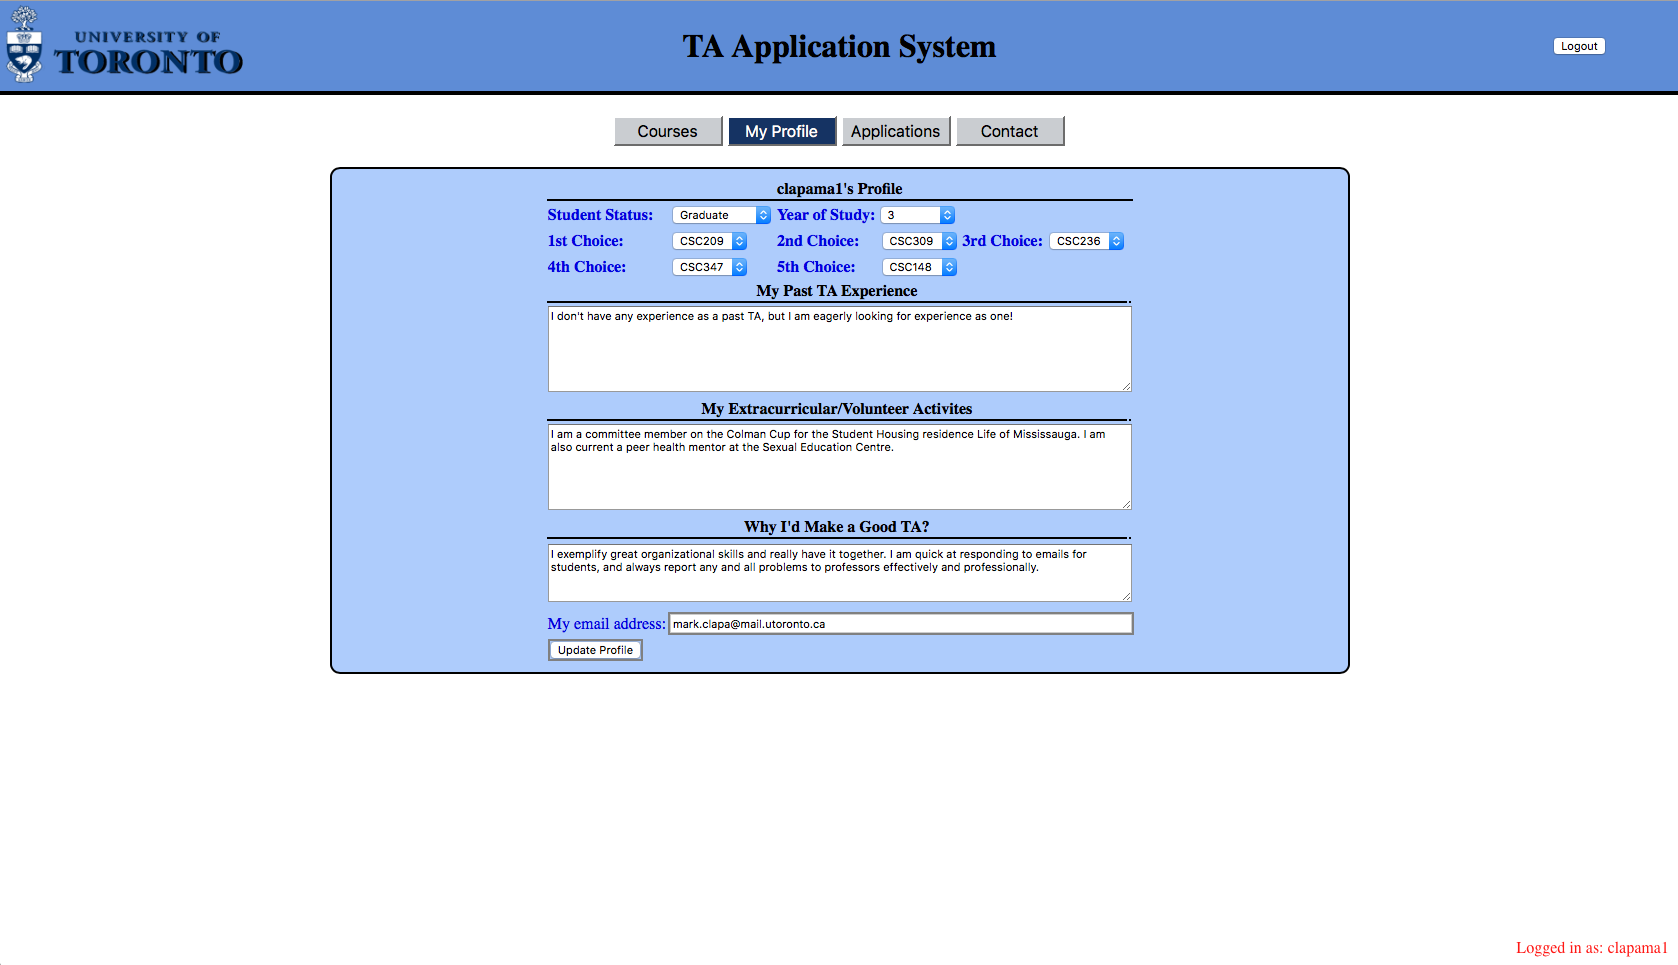 UNIVERSITY OF
TORONTO
TA Application System
Logout
Courses My Profile Applications Contact
clapama1's Profile
Student Status: Graduate Year of Study: 3
1st Choice: CSC209 2nd Choice: CSC309 3rd Choice: CSC236
4th Choice: CSC347 5th Choice: CSC148
My Past TA Experience
I don't have any experience as a past TA, but I am eagerly looking for experience as one!
My Extracurricular/Volunteer Activites
I am a committee member on the Colman Cup for the Student Housing residence Life of Mississauga. I am
also current a peer health mentor at the Sexual Education Centre.
Why I'd Make a Good TA?
I exemplify great organizational skills and really have it together. I am quick at responding to emails for
students, and always report any and all problems to professors effectively and professionally.
My email address: mark.clapa@mail.utoronto.ca
Update Profile
Logged in as: clapama1